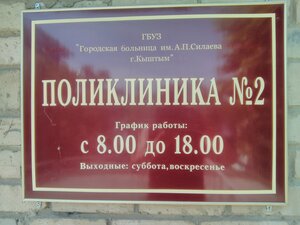 ГБУЗ
"Городская больница им.А.П.Силаева
г.Кыштым"
ПОЛИКЛИНИКА №2
График работы:
с 8.00 до 18.00
Выходные: суббота,воскресенье